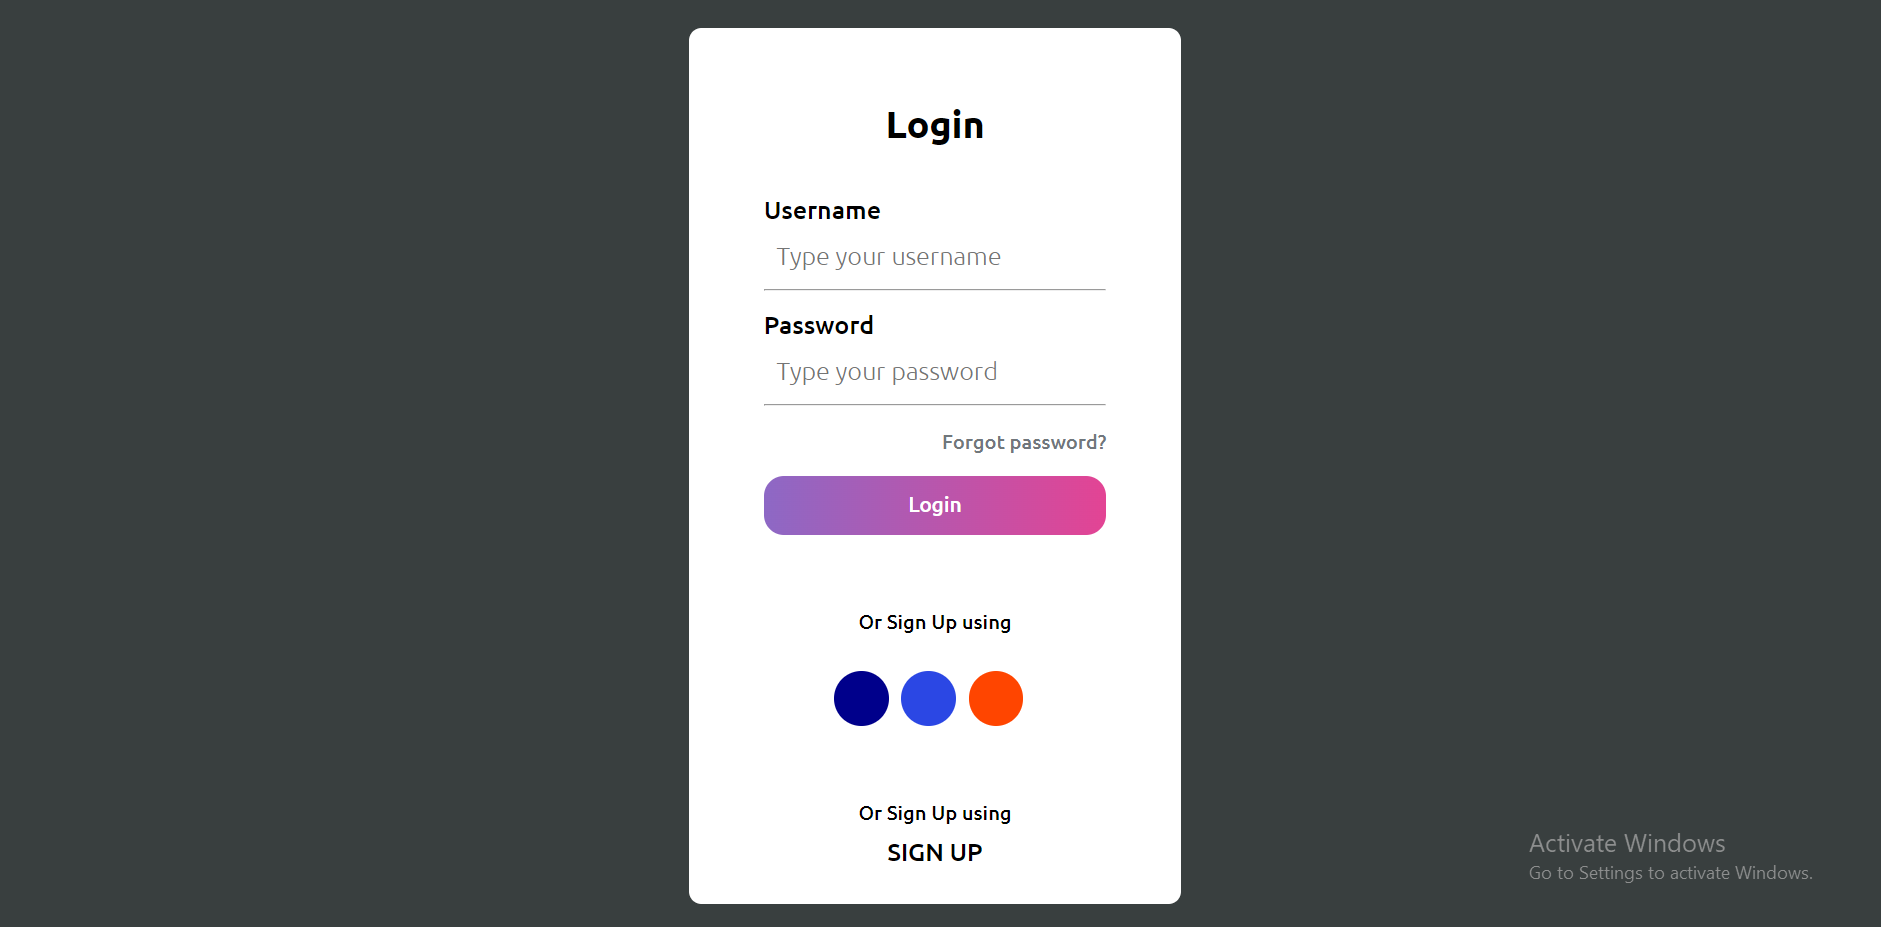 Login
Username
Type your username
Password
Type your password
Forgot password?
Login
Or Sign Up using
Or Sign Up using
SIGN UP
Activate Windows
Go to Settings to activate Windows.